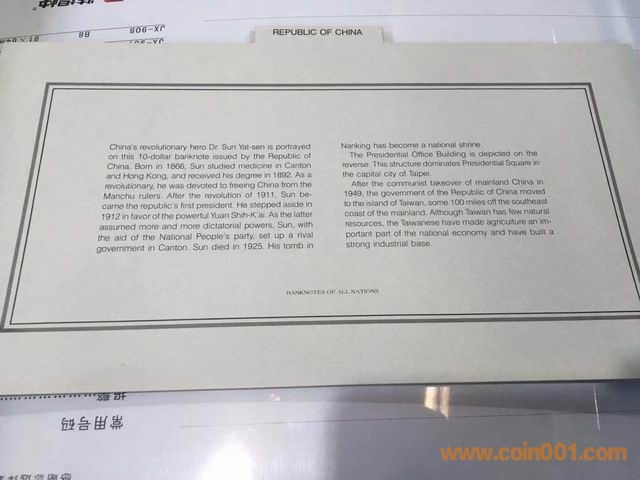 REPUBLIC OF CHINA
China's revolutionary hero Dr. Sun Yat-sen is portrayed
on this 10-dollar banknote issued by the Republic of
China. Born in 1866, Sun studied medicine in Canton
and Hong Kong, and received his degree in 1892. As a
revolutionary, he was devoted to freeing China from the
Manchu rulers. After the revolution of 1911, Sun be-
came the republic's first president. He stepped aside in
1912 in favor of the powerful Yuan Shih-K'ai. As the latter
assumed more and more dictatorial powers, Sun, with
the aid of the National People's party, set up a rival
government in Canton. Sun died in 1925. His tomb in
Nanking has become a national shrine.
The Presidential Office Building is depicted on the
reverse. This structure dominates Presidential Square in
the capital city of Taipei.
After the communist takeover of mainland China in
1949, the government of the Republic of China moved
to the island of Taiwan, some 100 miles off the southeast
coast of the mainland. Although Taiwan has few natural
resources, the Taiwanese have made agriculture an im-
portant part of the national economy and have built a
strong industrial base.
BANKNOTES OF ALL NATIONS
JX-908
B8
常用号码
www.coin001.com